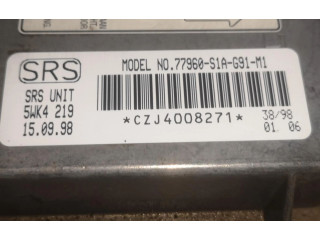 SRS
MODEL NO.77960-S1A-G91-M1
SRS UNIT
5WK4 219
15.09.98
*CZJ4008271*
38/98
01 06